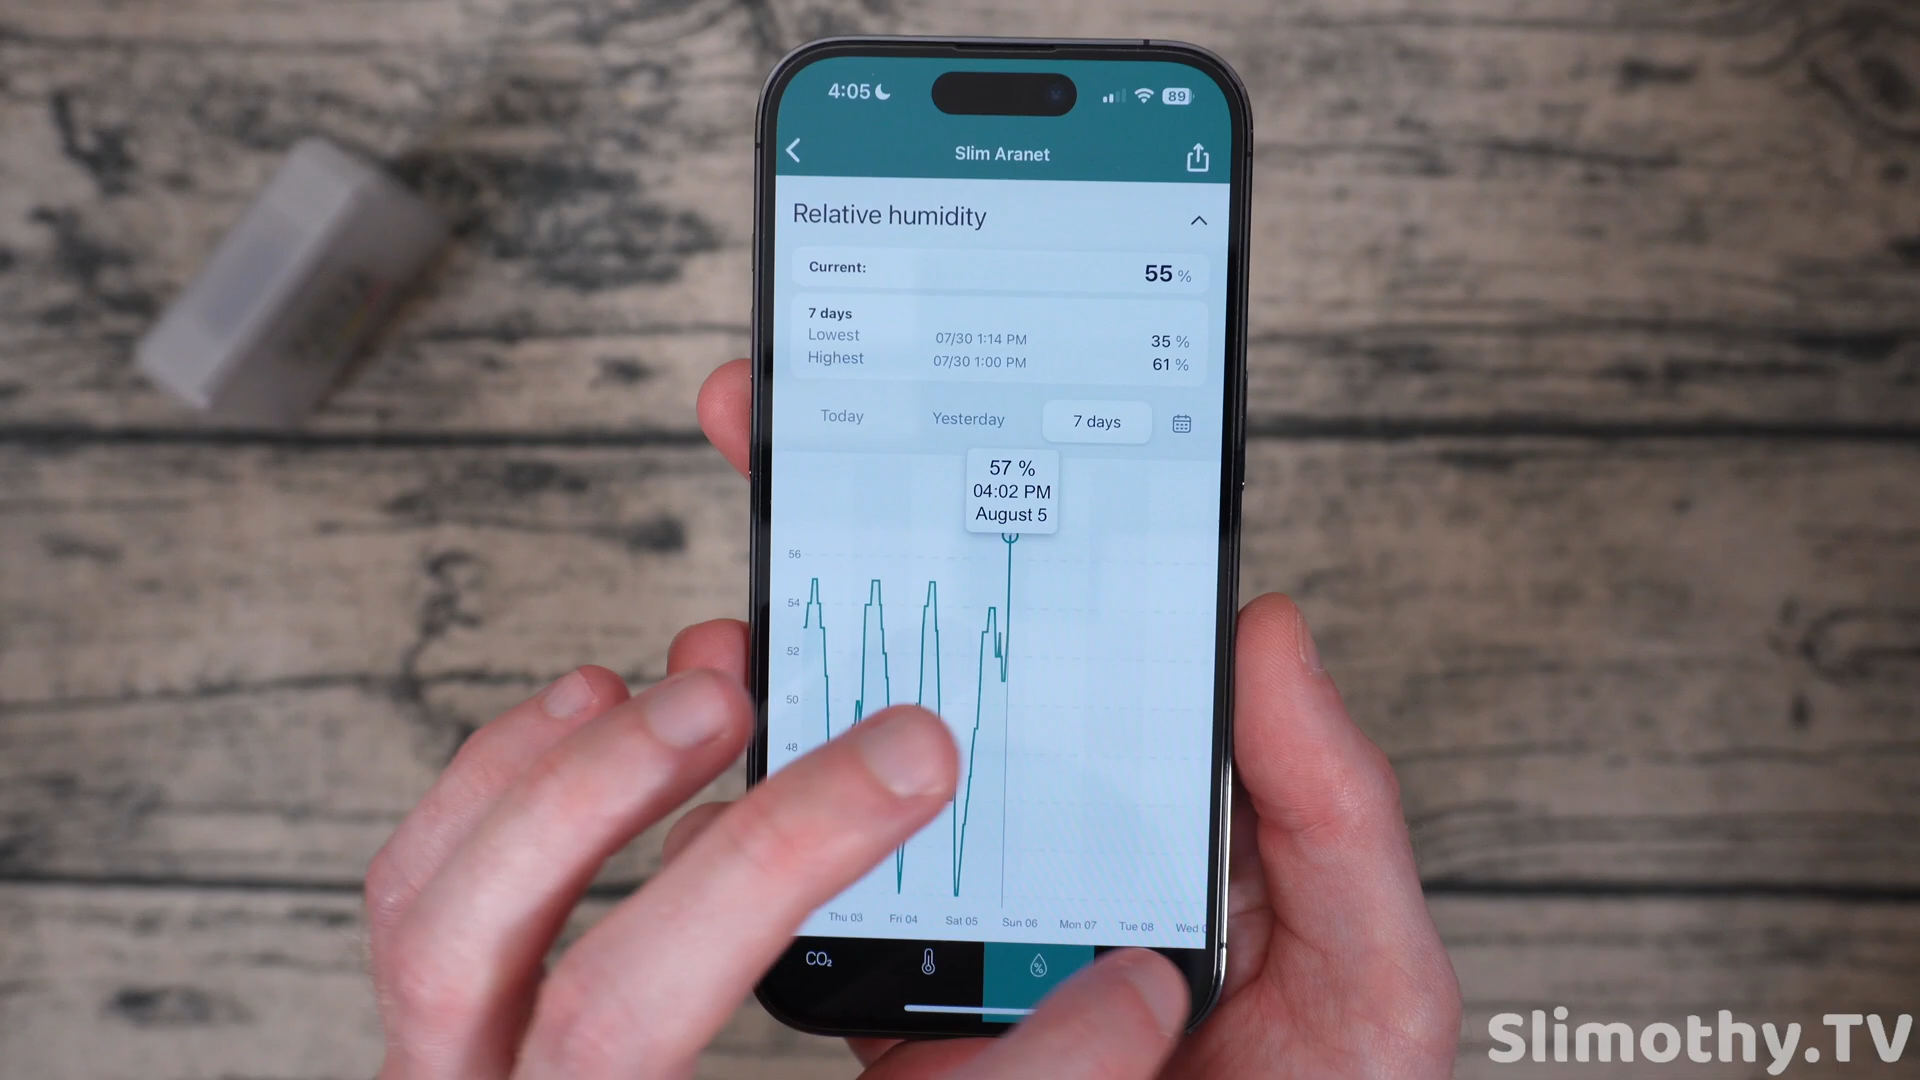 4:05
89
Slim Aranet
Relative humidity
Current: 55 %
7 days
Lowest 07/30 1:14 PM 35 %
Highest 07/30 1:00 PM 61 %
Today Yesterday 7 days
57 %
04:02 PM
August 5
56
54
52
50
48
Thu 03 Fri 04 Sat 05 Sun 06 Mon 07 Tue 08 Wed
CO₂ %
Slimothy.TV